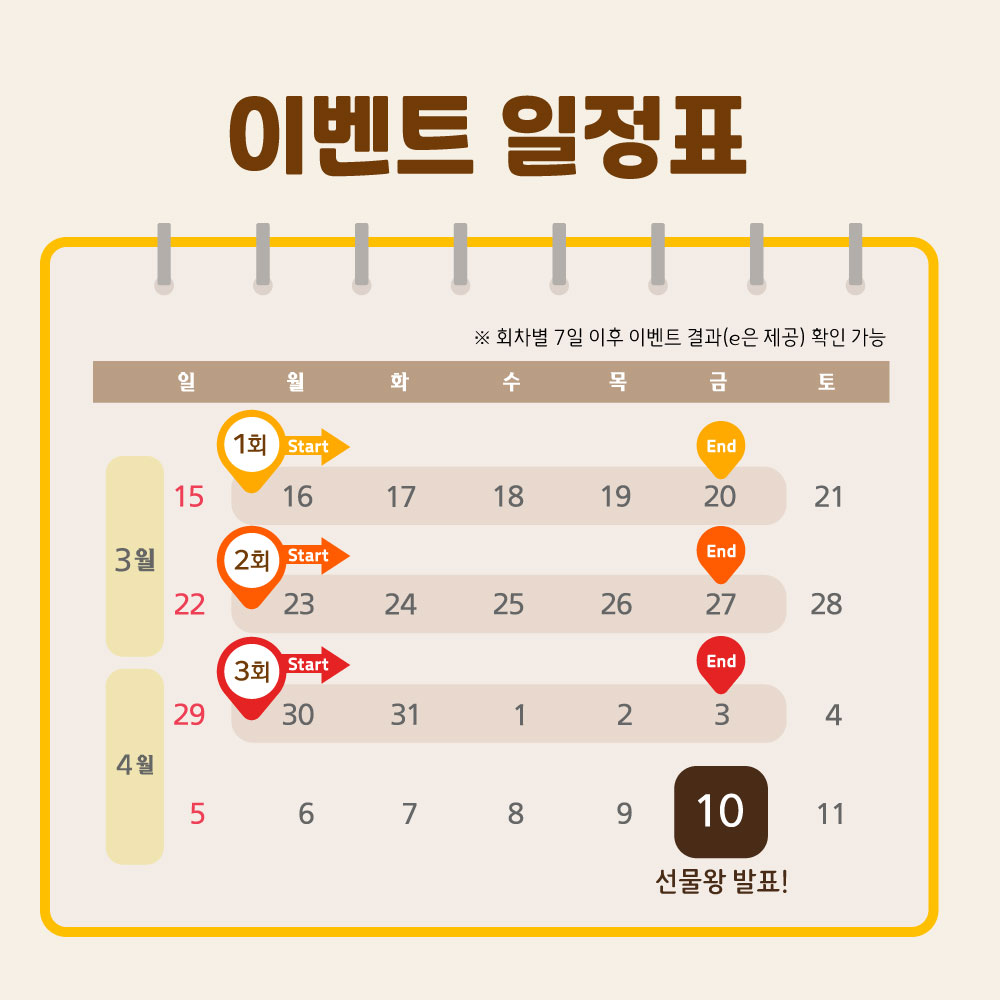 이벤트 일정표
※ 회차별 7일 이후 이벤트 결과(e은 제공) 확인 가능
일 월 화 수 목 금 토
1회 Start End
15 16 17 18 19 20 21
3월
2회 Start End
22 23 24 25 26 27 28
3회 Start End
29 30 31 1 2 3 4
4월
5 6 7 8 9 10 11
선물왕 발표!